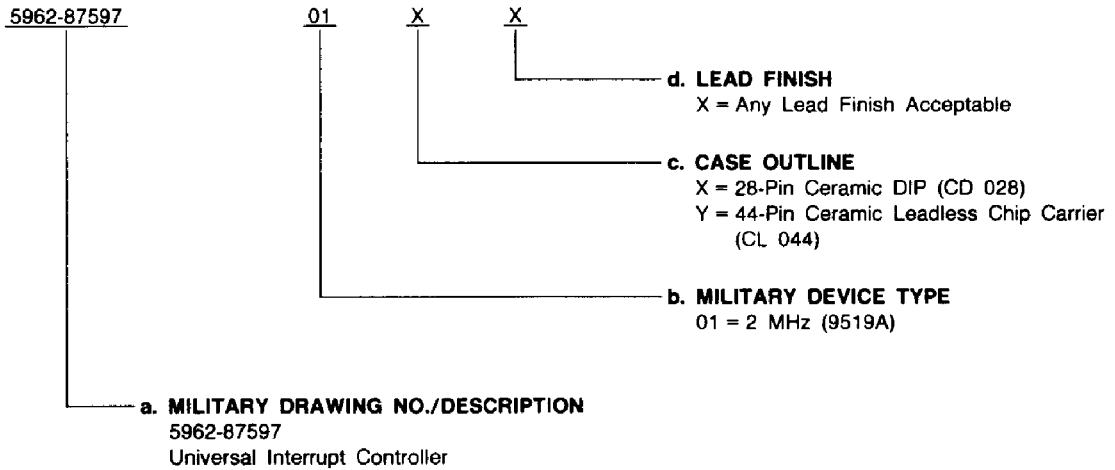 5962-87597 01 X X
d. LEAD FINISH
X = Any Lead Finish Acceptable
c. CASE OUTLINE
X = 28-Pin Ceramic DIP (CD 028)
Y = 44-Pin Ceramic Leadless Chip Carrier
(CL 044)
b. MILITARY DEVICE TYPE
01 = 2 MHz (9519A)
a. MILITARY DRAWING NO./DESCRIPTION
5962-87597
Universal Interrupt Controller